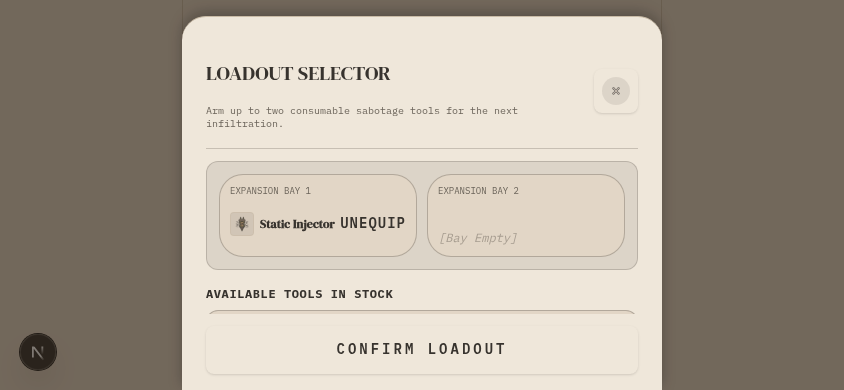 LOADOUT SELECTOR
Arm up to two consumable sabotage tools for the next
infiltration.
EXPANSION BAY 1
Static Injector UNEQUIP
EXPANSION BAY 2
[Bay Empty]
AVAILABLE TOOLS IN STOCK
CONFIRM LOADOUT
N